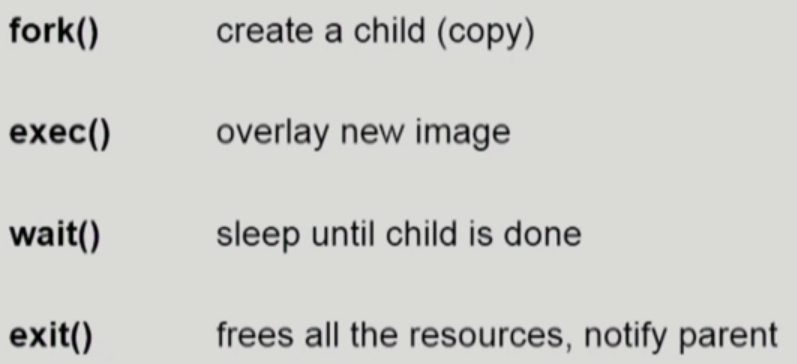 fork() create a child (copy)
exec() overlay new image
wait() sleep until child is done
exit() frees all the resources, notify parent